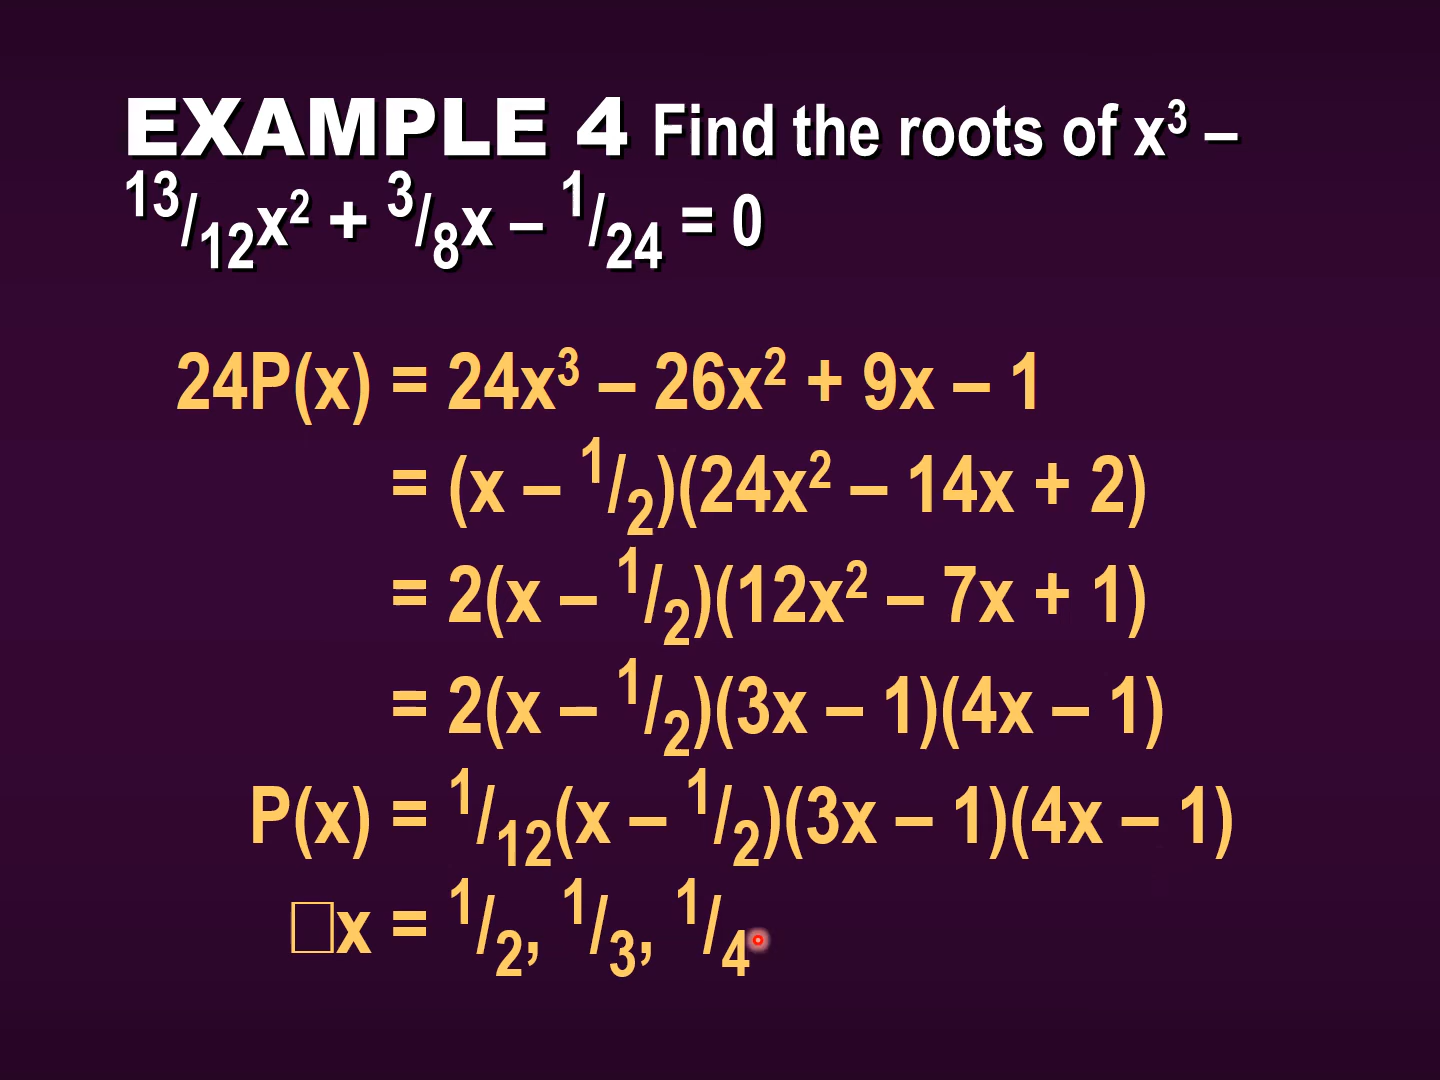 EXAMPLE 4 Find the roots of x³ –
¹³/₁₂x² + ³/₈x – ¹/₂₄ = 0
24P(x) = 24x³ – 26x² + 9x – 1
= (x – ¹/₂)(24x² – 14x + 2)
= 2(x – ¹/₂)(12x² – 7x + 1)
= 2(x – ¹/₂)(3x – 1)(4x – 1)
P(x) = ¹/₁₂(x – ¹/₂)(3x – 1)(4x – 1)
□x = ¹/₂, ¹/₃, ¹/₄